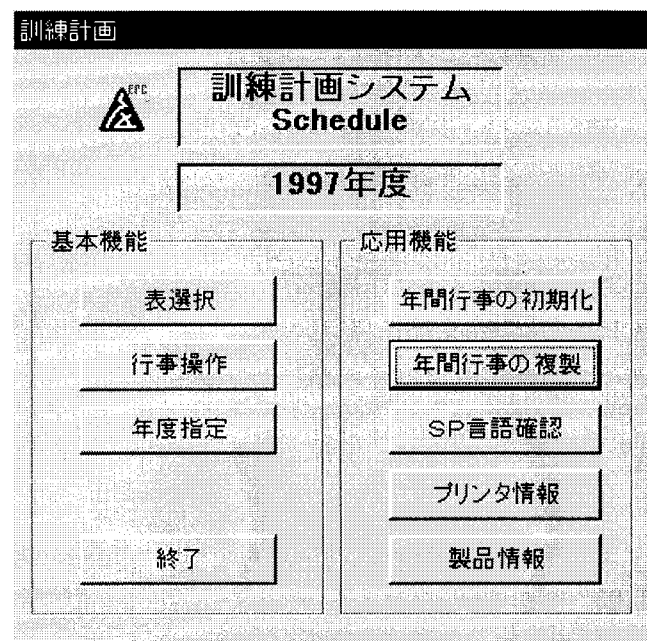 訓練計画
EPC
訓練計画システム
Schedule
1997年度
基本機能
表選択
行事操作
年度指定
終了
応用機能
年間行事の初期化
年間行事の複製
SP言語確認
プリンタ情報
製品情報